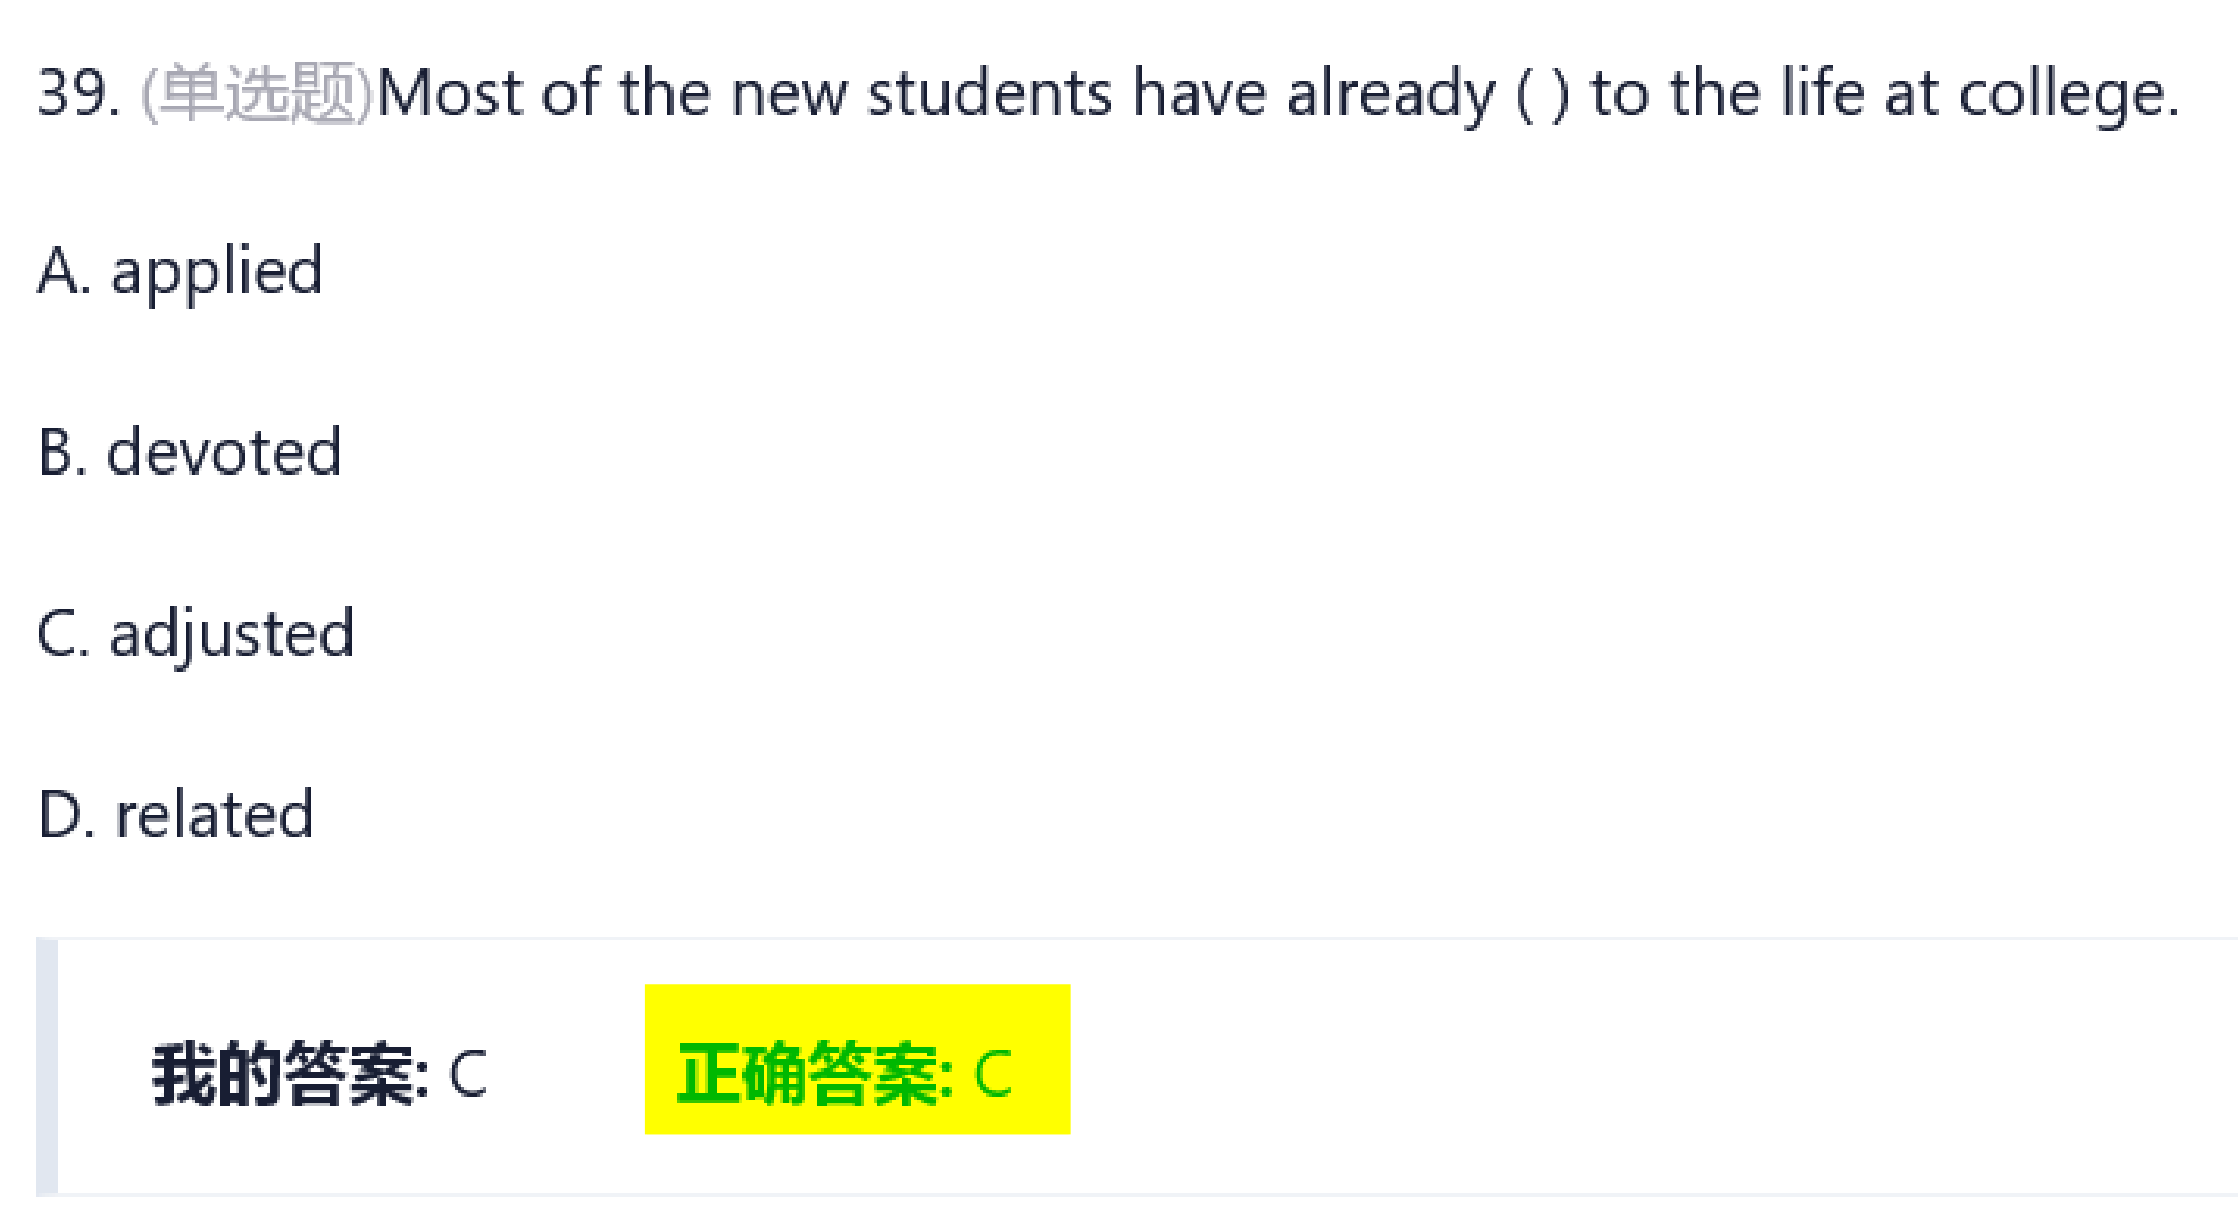 39. (单选题)Most of the new students have already ( ) to the life at college.
A. applied
B. devoted
C. adjusted
D. related
我的答案: C 正确答案: C